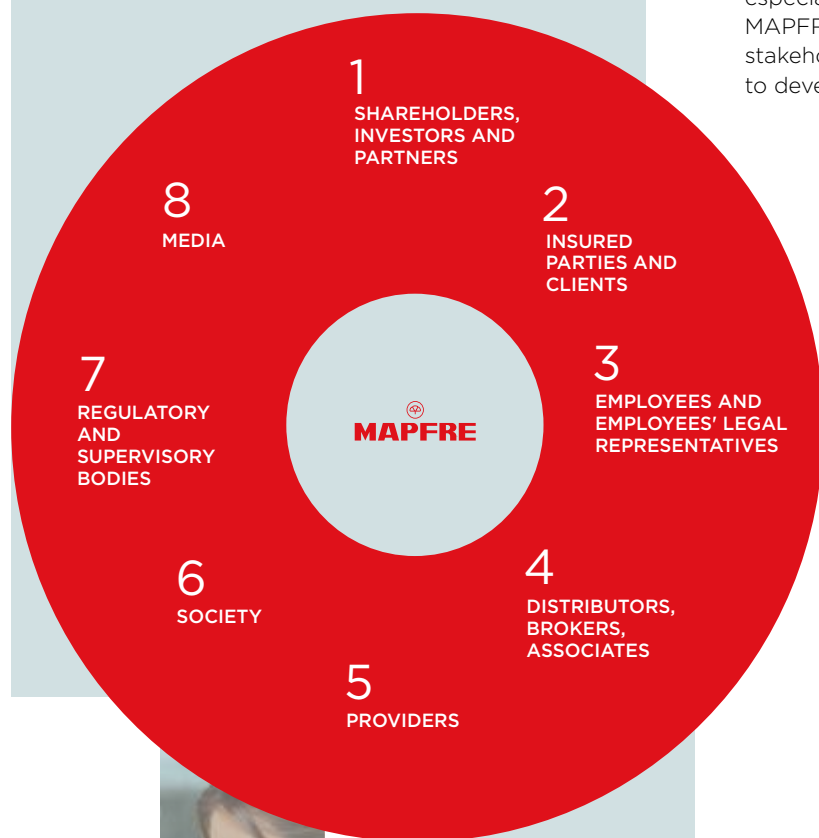 MAPFR
to deve
1
SHAREHOLDERS,
INVESTORS AND
PARTNERS
2
INSURED
PARTIES AND
CLIENTS
3
EMPLOYEES AND
EMPLOYEES' LEGAL
REPRESENTATIVES
4
DISTRIBUTORS,
BROKERS,
ASSOCIATES
5
PROVIDERS
6
SOCIETY
7
REGULATORY
AND
SUPERVISORY
BODIES
8
MEDIA
MAPFRE